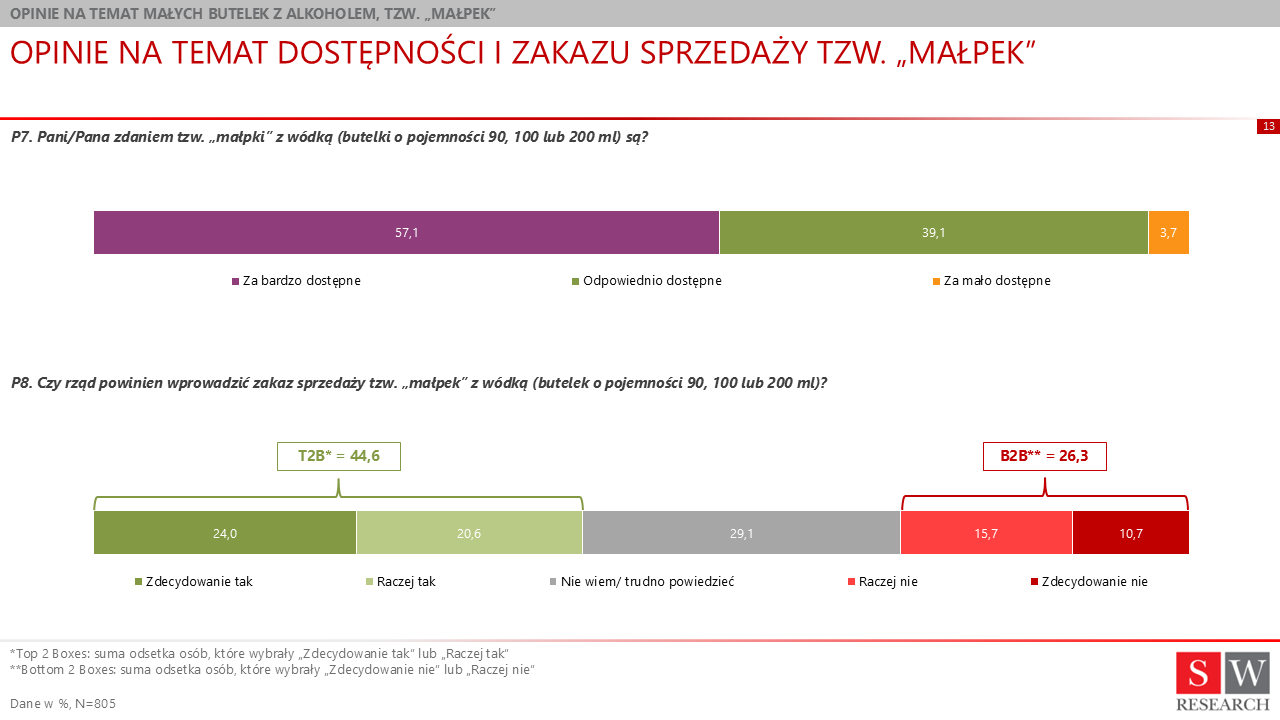 OPINIE NA TEMAT MAŁYCH BUTELEK Z ALKOHOLEM, TZW. „MAŁPEK”
OPINIE NA TEMAT DOSTĘPNOŚCI I ZAKAZU SPRZEDAŻY TZW. „MAŁPEK”
13
P7. Pani/Pana zdaniem tzw. „małpki” z wódką (butelki o pojemności 90, 100 lub 200 ml) są?
57,1 39,1 3,7
Za bardzo dostępne Odpowiednio dostępne Za mało dostępne
P8. Czy rząd powinien wprowadzić zakaz sprzedaży tzw. „małpek” z wódką (butelek o pojemności 90, 100 lub 200 ml)?
T2B* = 44,6 B2B** = 26,3
24,0 20,6 29,1 15,7 10,7
Zdecydowanie tak Raczej tak Nie wiem/ trudno powiedzieć Raczej nie Zdecydowanie nie
*Top 2 Boxes: suma odsetka osób, które wybrały „Zdecydowanie tak” lub „Raczej tak”
**Bottom 2 Boxes: suma odsetka osób, które wybrały „Zdecydowanie nie” lub „Raczej nie”
Dane w %, N=805
S W
RESEARCH